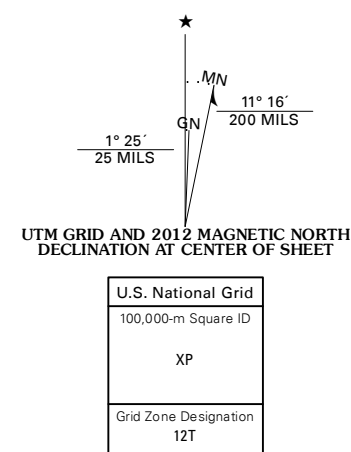 ★
MN
GN
11° 16´
200 MILS
1° 25´
25 MILS
UTM GRID AND 2012 MAGNETIC NORTH
DECLINATION AT CENTER OF SHEET
U.S. National Grid
100,000-m Square ID
XP
Grid Zone Designation
12T